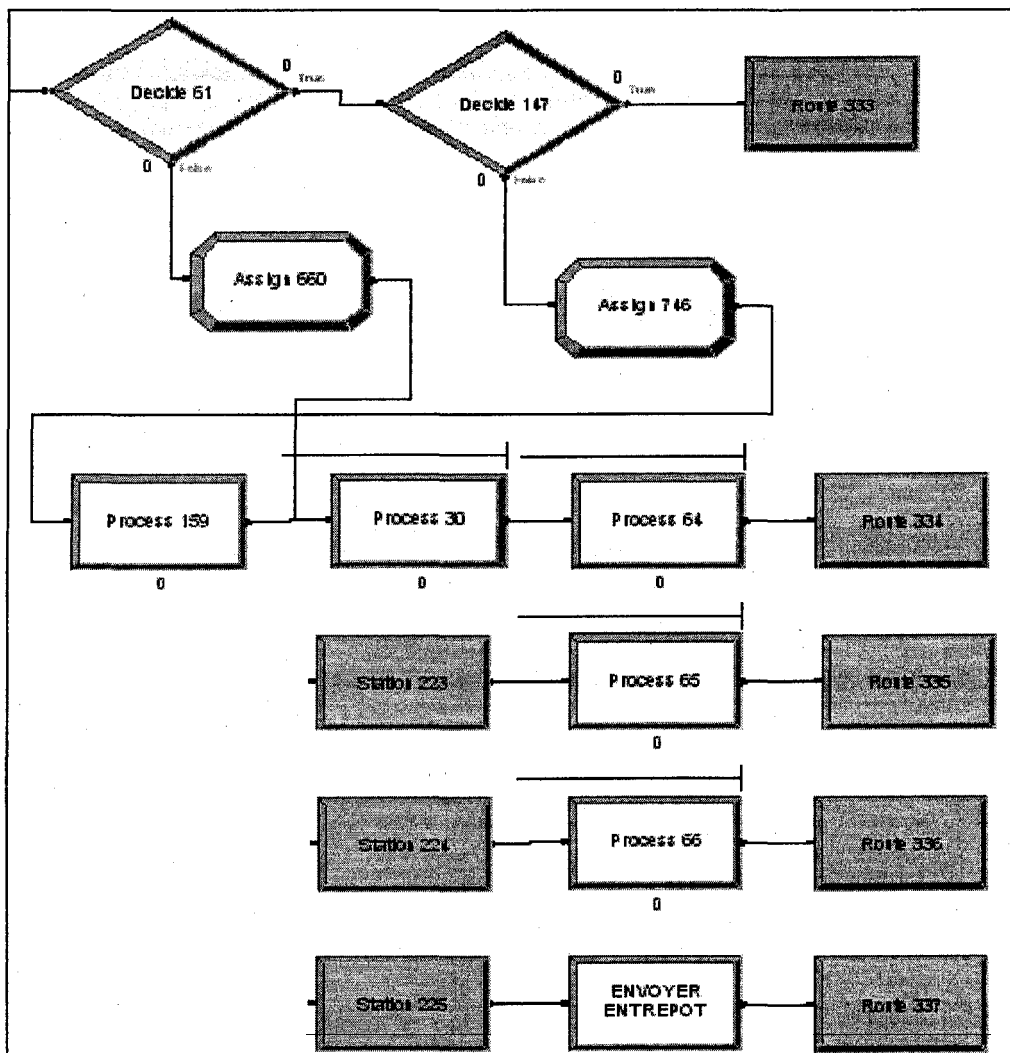 Decide 61
0
True
0
False
Decide 147
0
True
0
False
Route 333
Assign 660
Assign 746
Process 159
0
Process 30
0
Process 64
0
Route 334
Station 223
Process 65
0
Route 335
Station 224
Process 66
0
Route 336
Station 225
ENVOYER
ENTREPOT
Route 337